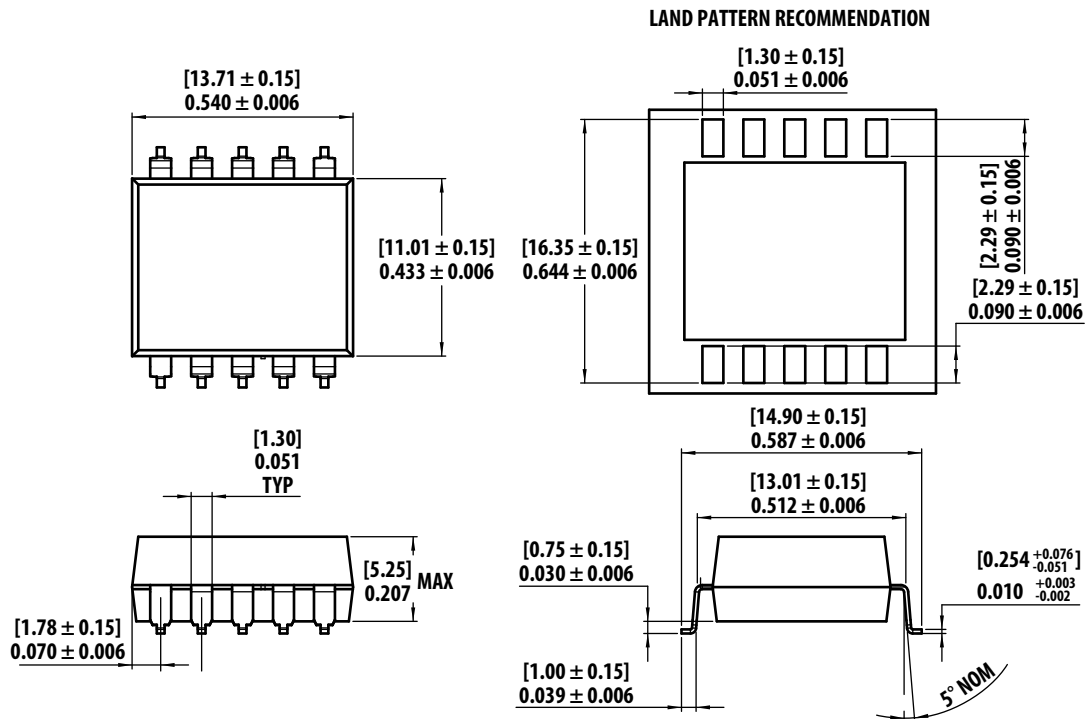 LAND PATTERN RECOMMENDATION
[13.71 ± 0.15]
0.540 ± 0.006
[1.30 ± 0.15]
0.051 ± 0.006
[11.01 ± 0.15]
0.433 ± 0.006
[16.35 ± 0.15]
0.644 ± 0.006
[2.29 ± 0.15]
0.090 ± 0.006
[2.29 ± 0.15]
0.090 ± 0.006
[1.30]
0.051
TYP
[5.25]
0.207
MAX
[1.78 ± 0.15]
0.070 ± 0.006
[14.90 ± 0.15]
0.587 ± 0.006
[13.01 ± 0.15]
0.512 ± 0.006
[0.75 ± 0.15]
0.030 ± 0.006
[0.254 +0.076 -0.051]
0.010 +0.003 -0.002
[1.00 ± 0.15]
0.039 ± 0.006
5° NOM